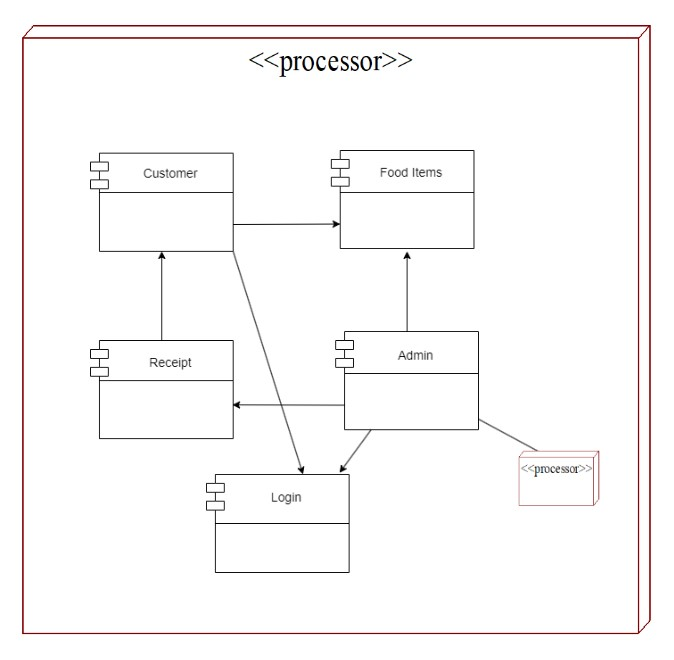 <<processor>>
Customer
Food Items
Receipt
Admin
<<processor>>
Login